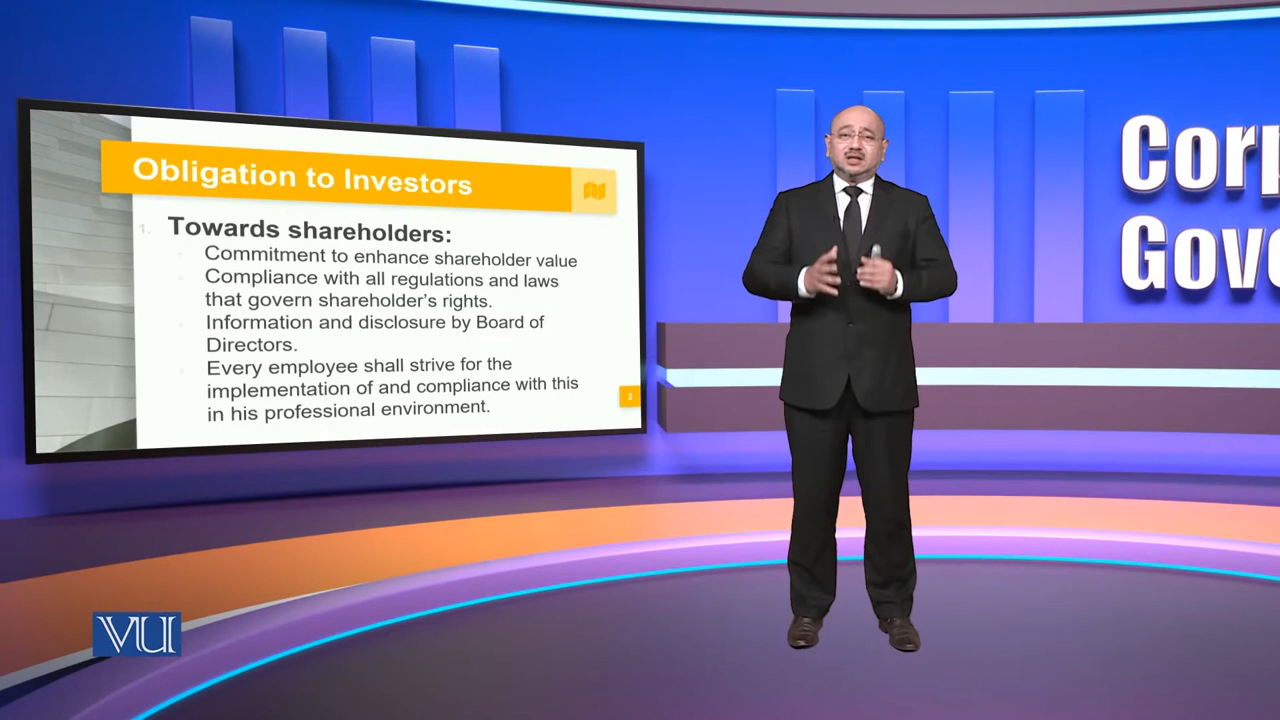 Obligation to Investors
1. Towards shareholders:
Commitment to enhance shareholder value
Compliance with all regulations and laws
that govern shareholder's rights.
Information and disclosure by Board of
Directors.
Every employee shall strive for the
implementation of and compliance with this
in his professional environment.
2
Corp
Gove
VU